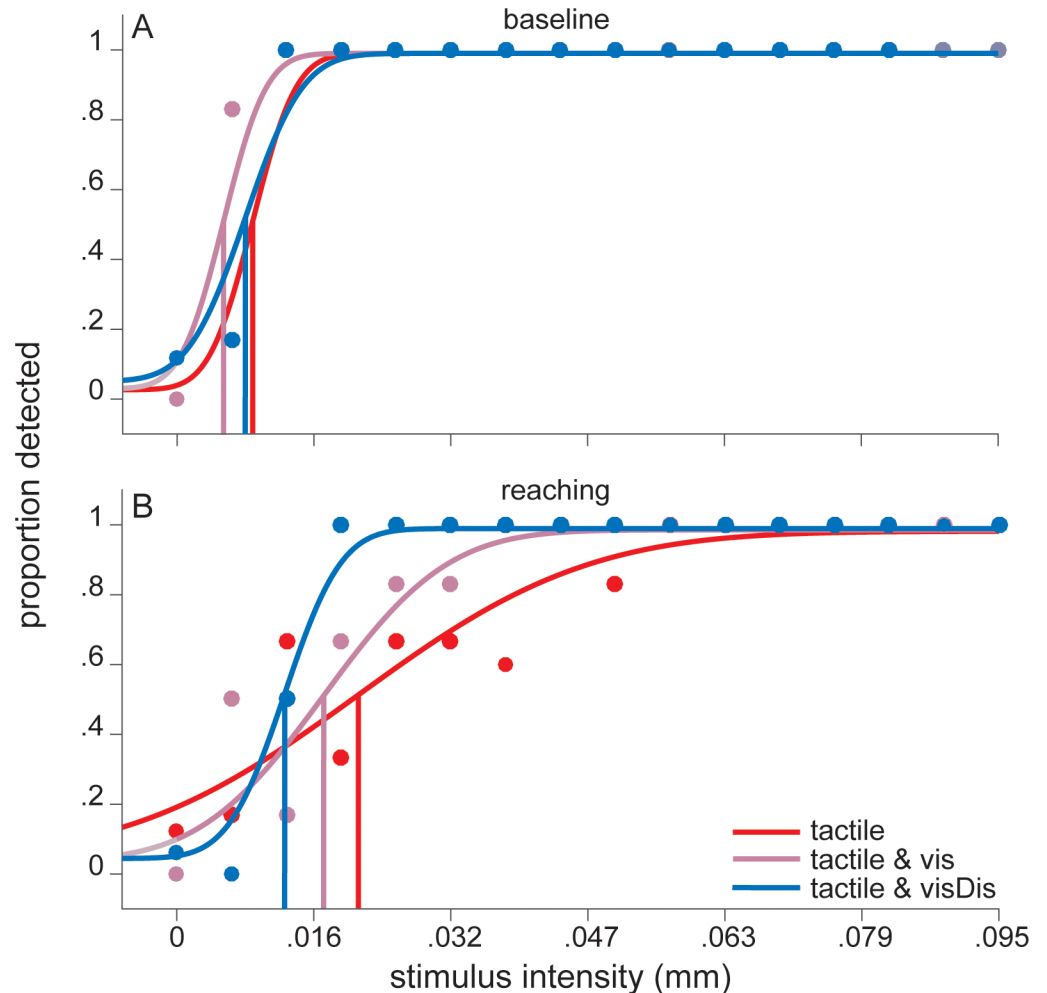 A
baseline
1
.8
.6
.4
.2
0
B
reaching
1
.8
.6
.4
.2
0
proportion detected
tactile
tactile & vis
tactile & visDis
0 .016 .032 .047 .063 .079 .095
stimulus intensity (mm)